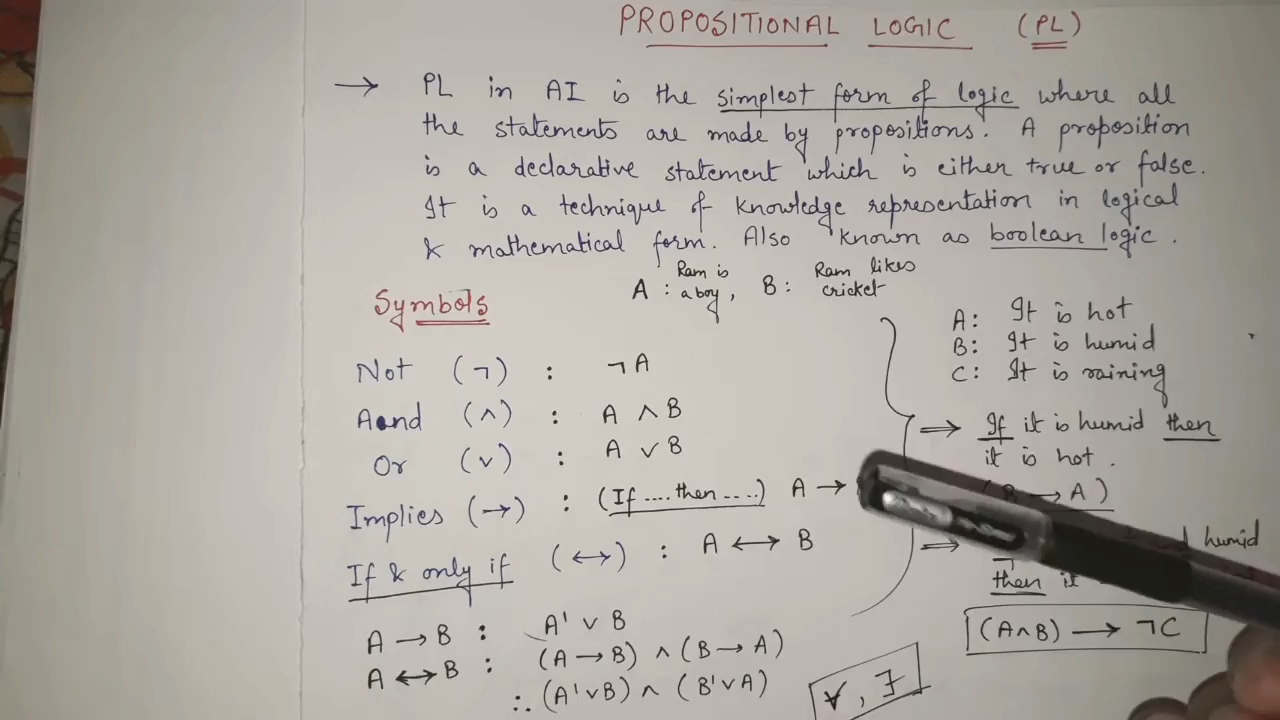 PROPOSITIONAL LOGIC (PL)
→ PL in AI is the simplest form of logic where all
the statements are made by propositions. A proposition
is a declarative statement which is either true or false.
It is a technique of knowledge representation in logical
& mathematical form. Also known as boolean logic.
A : Ram is a boy, B: Ram likes cricket
Symbols
Not (¬) : ¬A
And (∧) : A ∧ B
Or (∨) : A ∨ B
Implies (→) : (If ....then ....) A →
If & only if (↔) : A ↔ B
A → B : A' ∨ B
A ↔ B : (A → B) ∧ (B → A)
∴ (A' ∨ B) ∧ (B' ∨ A)
∀, ∃
A: It is hot
B: It is humid
C: It is raining
⇒ If it is humid then
it is hot.
(B → A)
⇒ humid
then it
(A∧B) → ¬C